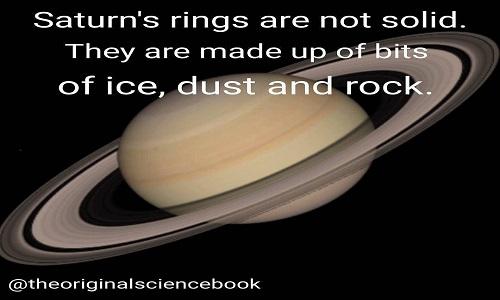 Saturn's rings are not solid.
They are made up of bits
of ice, dust and rock.
@theoriginalsciencebook